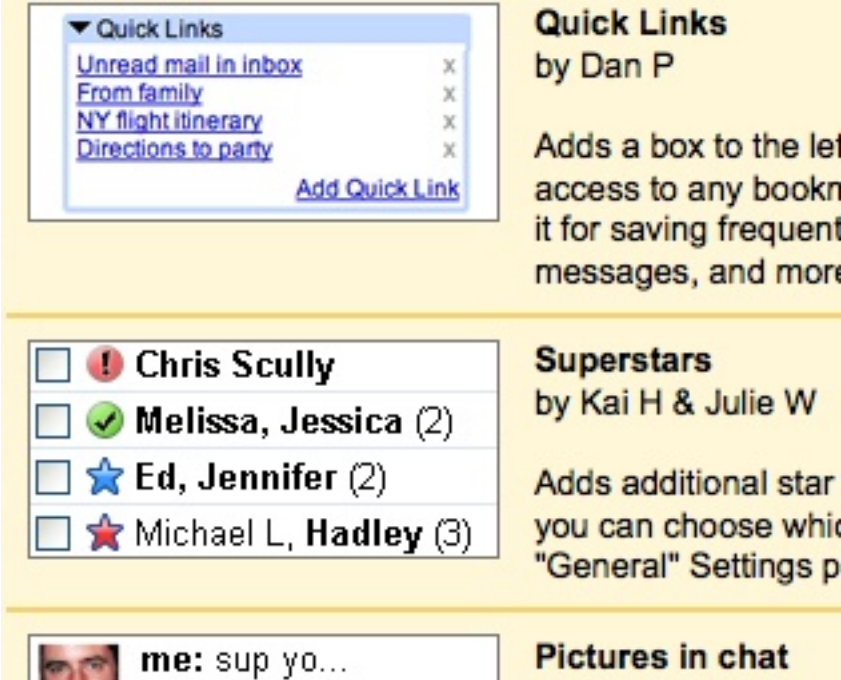 Quick Links
Unread mail in inbox x
From family x
NY flight itinerary x
Directions to party x
Add Quick Link
Quick Links
by Dan P
Adds a box to the lef
access to any bookm
it for saving frequent
messages, and more
Chris Scully
Melissa, Jessica (2)
Ed, Jennifer (2)
Michael L, Hadley (3)
Superstars
by Kai H & Julie W
Adds additional star
you can choose whic
"General" Settings p
me: sup yo...
Pictures in chat